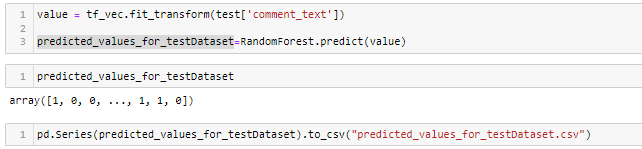 1 value = tf_vec.fit_transform(test['comment_text'])
2
3 predicted_values_for_testDataset=RandomForest.predict(value)
1 predicted_values_for_testDataset
array([1, 0, 0, ..., 1, 1, 0])
1 pd.Series(predicted_values_for_testDataset).to_csv("predicted_values_for_testDataset.csv")